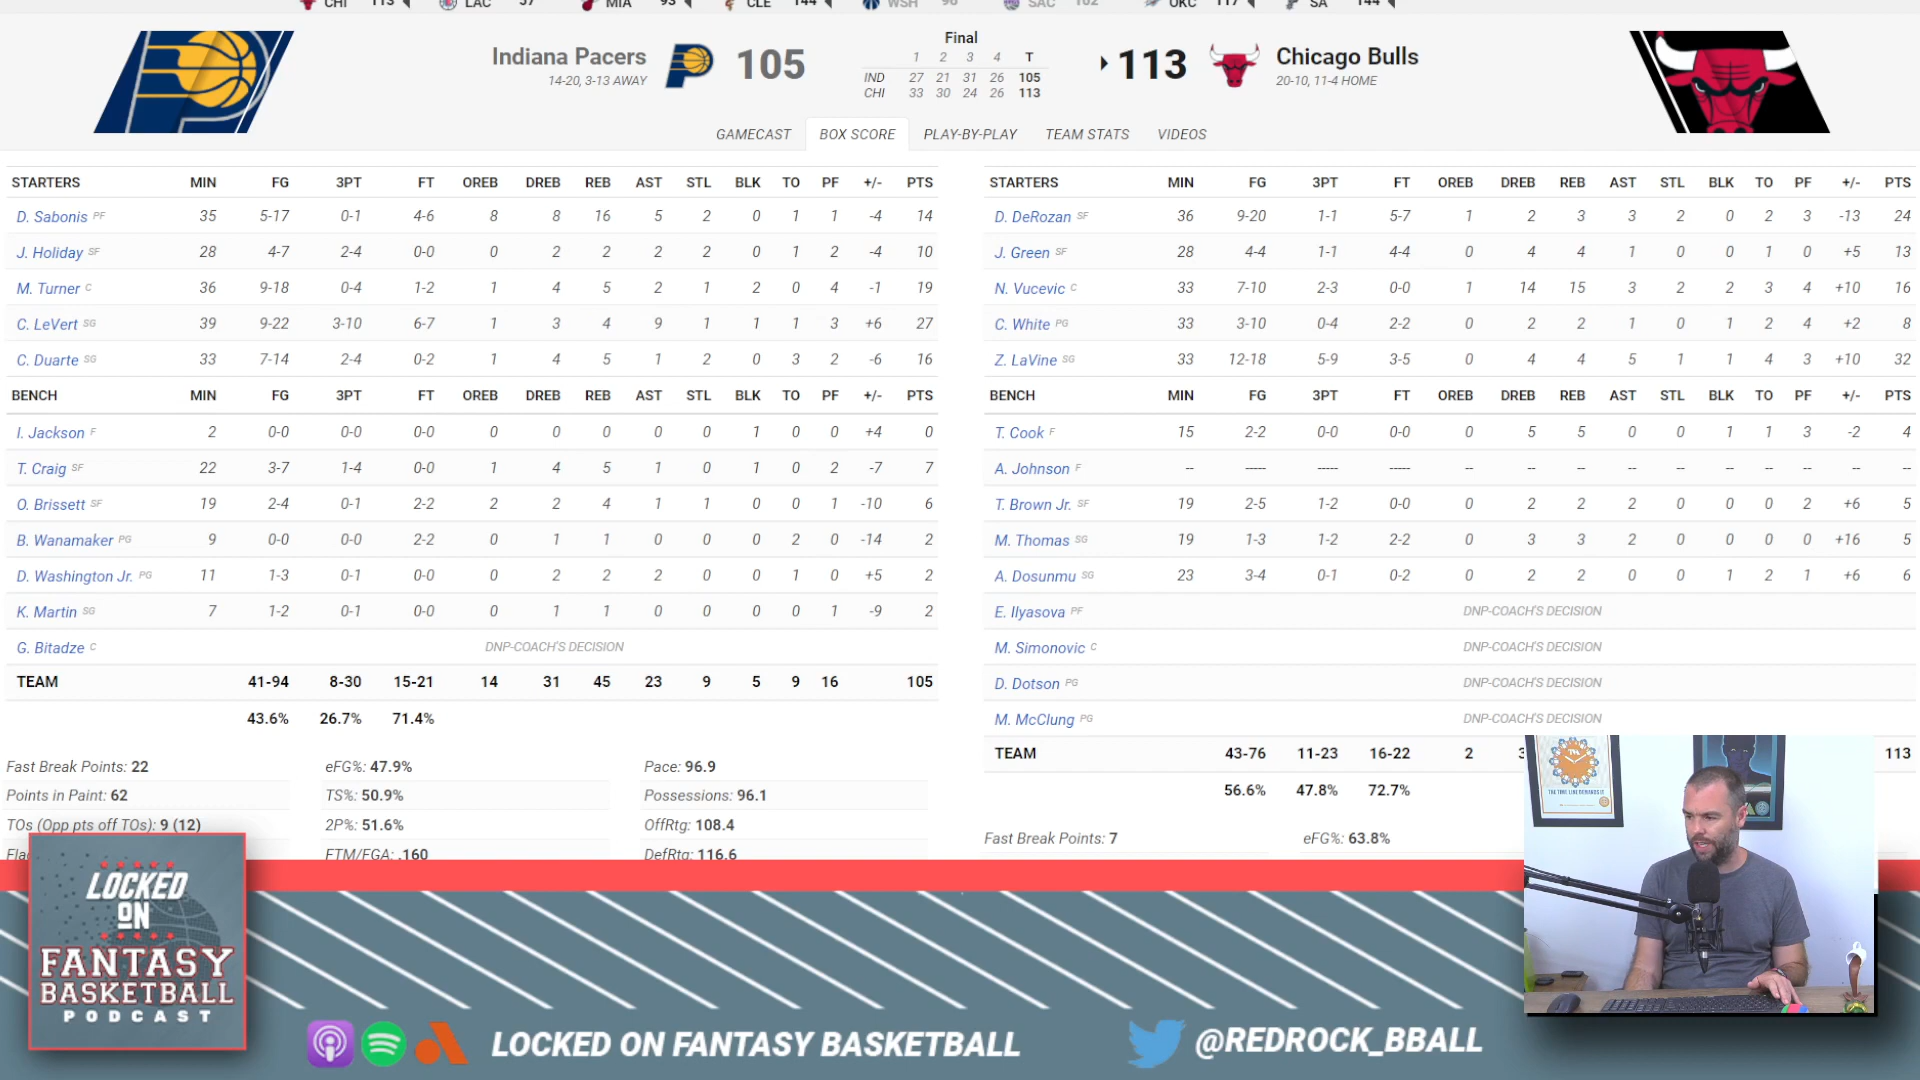 CHI 113 LAC 57 MIA 93 CLE 144 WSH 96 SAC 102 OKC 117 SA 144
Final
Indiana Pacers 105 1 2 3 4 T 113 Chicago Bulls
14-20, 3-13 AWAY IND 27 21 31 26 105 20-10, 11-4 HOME
CHI 33 30 24 26 113
GAMECAST BOX SCORE PLAY-BY-PLAY TEAM STATS VIDEOS
STARTERS MIN FG 3PT FT OREB DREB REB AST STL BLK TO PF +/- PTS
D. Sabonis PF 35 5-17 0-1 4-6 8 8 16 5 2 0 1 1 -4 14
J. Holiday SF 28 4-7 2-4 0-0 0 2 2 2 2 0 1 2 -4 10
M. Turner C 36 9-18 0-4 1-2 1 4 5 2 1 2 0 4 -1 19
C. LeVert SG 39 9-22 3-10 6-7 1 3 4 9 1 1 1 3 +6 27
C. Duarte SG 33 7-14 2-4 0-2 1 4 5 1 2 0 3 2 -6 16
BENCH MIN FG 3PT FT OREB DREB REB AST STL BLK TO PF +/- PTS
I. Jackson F 2 0-0 0-0 0-0 0 0 0 0 0 1 0 0 +4 0
T. Craig SF 22 3-7 1-4 0-0 1 4 5 1 0 1 0 2 -7 7
O. Brissett SF 19 2-4 0-1 2-2 2 2 4 1 1 0 0 1 -10 6
B. Wanamaker PG 9 0-0 0-0 2-2 0 1 1 0 0 0 2 0 -14 2
D. Washington Jr. PG 11 1-3 0-1 0-0 0 2 2 2 0 0 1 0 +5 2
K. Martin SG 7 1-2 0-1 0-0 0 1 1 0 0 0 0 1 -9 2
G. Bitadze C DNP-COACH'S DECISION
TEAM 41-94 8-30 15-21 14 31 45 23 9 5 9 16 105
43.6% 26.7% 71.4%
Fast Break Points: 22 eFG%: 47.9% Pace: 96.9
Points in Paint: 62 TS%: 50.9% Possessions: 96.1
TOs (Opp pts off TOs): 9 (12) 2P%: 51.6% OffRtg: 108.4
Fla FTM/FGA: .160 DefRtg: 116.6
STARTERS MIN FG 3PT FT OREB DREB REB AST STL BLK TO PF +/- PTS
D. DeRozan SF 36 9-20 1-1 5-7 1 2 3 3 2 0 2 3 -13 24
J. Green SF 28 4-4 1-1 4-4 0 4 4 1 0 0 1 0 +5 13
N. Vucevic C 33 7-10 2-3 0-0 1 14 15 3 2 2 3 4 +10 16
C. White PG 33 3-10 0-4 2-2 0 2 2 1 0 1 2 4 +2 8
Z. LaVine SG 33 12-18 5-9 3-5 0 4 4 5 1 1 4 3 +10 32
BENCH MIN FG 3PT FT OREB DREB REB AST STL BLK TO PF +/- PTS
T. Cook F 15 2-2 0-0 0-0 0 5 5 0 0 1 1 3 -2 4
A. Johnson F -- ----- ----- ----- -- -- -- -- -- -- -- -- -- --
T. Brown Jr. SF 19 2-5 1-2 0-0 0 2 2 2 0 0 0 2 +6 5
M. Thomas SG 19 1-3 1-2 2-2 0 3 3 2 0 0 0 0 +16 5
A. Dosunmu SG 23 3-4 0-1 0-2 0 2 2 0 0 1 2 1 +6 6
E. Ilyasova PF DNP-COACH'S DECISION
M. Simonovic C DNP-COACH'S DECISION
D. Dotson PG DNP-COACH'S DECISION
M. McClung PG DNP-COACH'S DECISION
TEAM 43-76 11-23 16-22 2 3 113
56.6% 47.8% 72.7%
Fast Break Points: 7 eFG%: 63.8%
LOCKED
ON
FANTASY
BASKETBALL
PODCAST
LOCKED ON FANTASY BASKETBALL
@REDROCK_BBALL